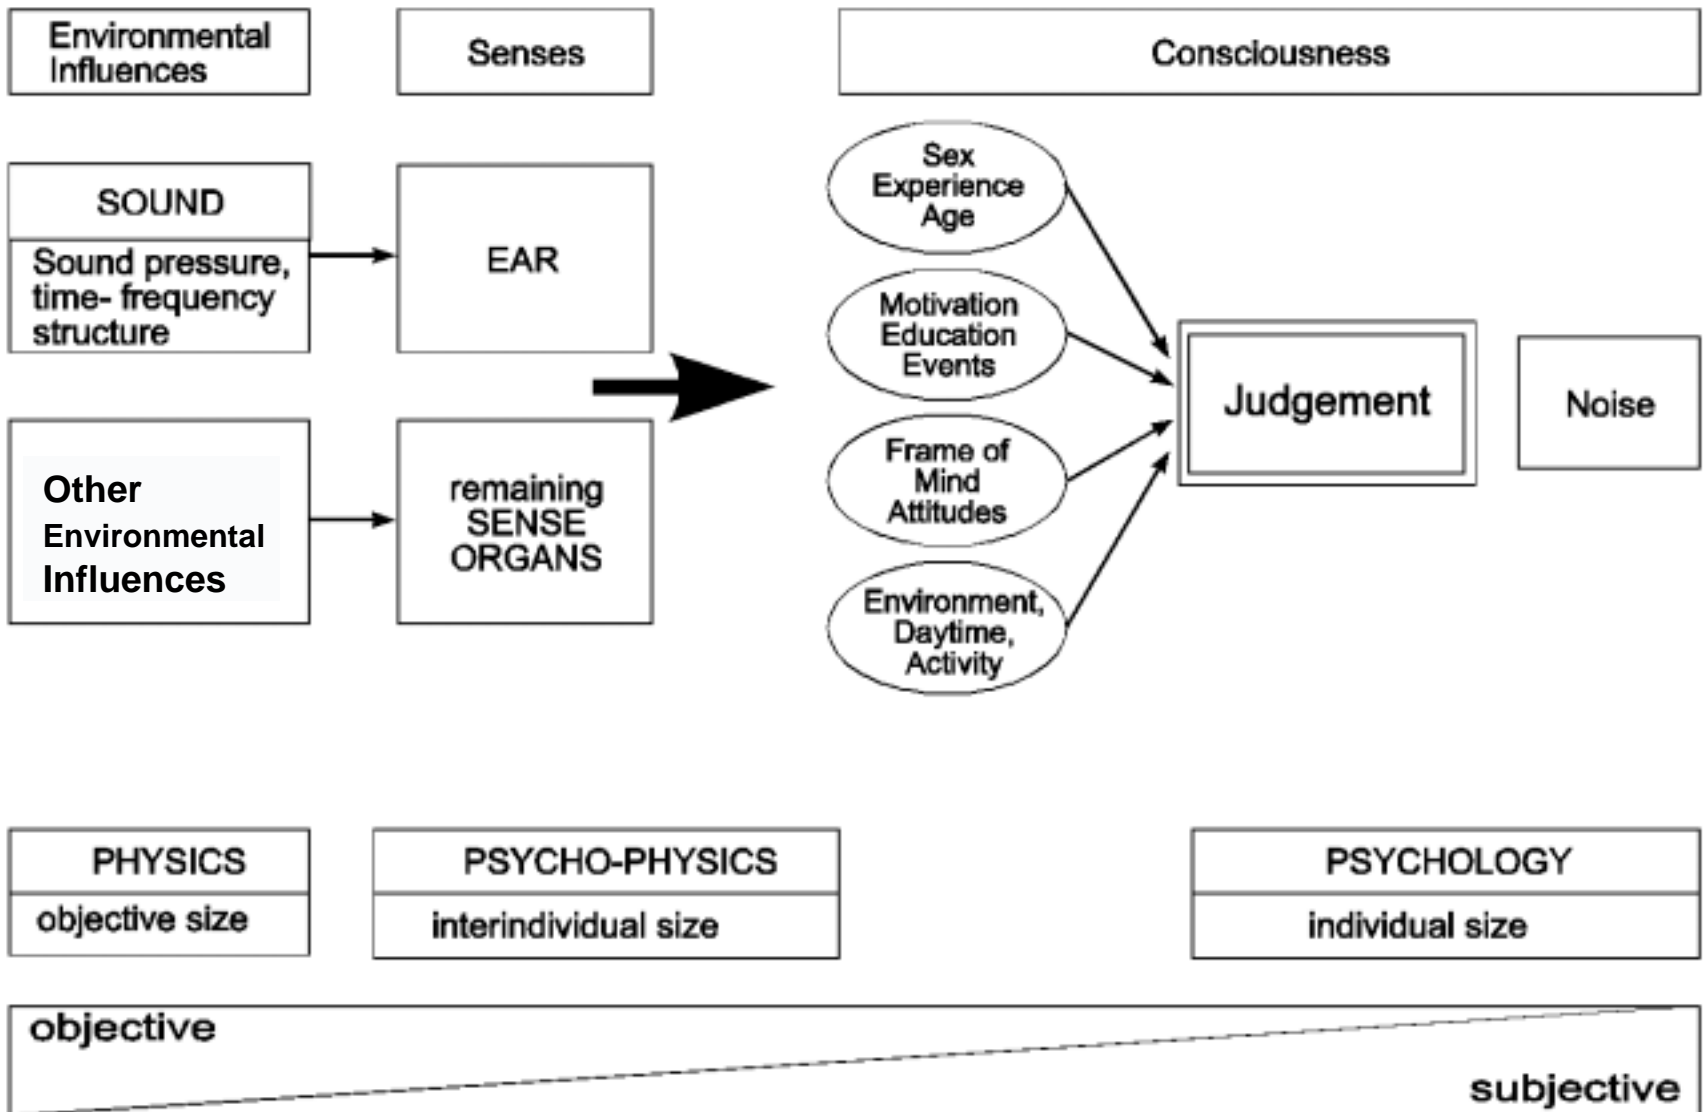 Environmental
Influences
Senses
Consciousness
SOUND
Sound pressure,
time- frequency
structure
EAR
Other
Environmental
Influences
remaining
SENSE
ORGANS
Sex
Experience
Age
Motivation
Education
Events
Frame of
Mind
Attitudes
Environment,
Daytime,
Activity
Judgement
Noise
PHYSICS
objective size
PSYCHO-PHYSICS
interindividual size
PSYCHOLOGY
individual size
objective
subjective